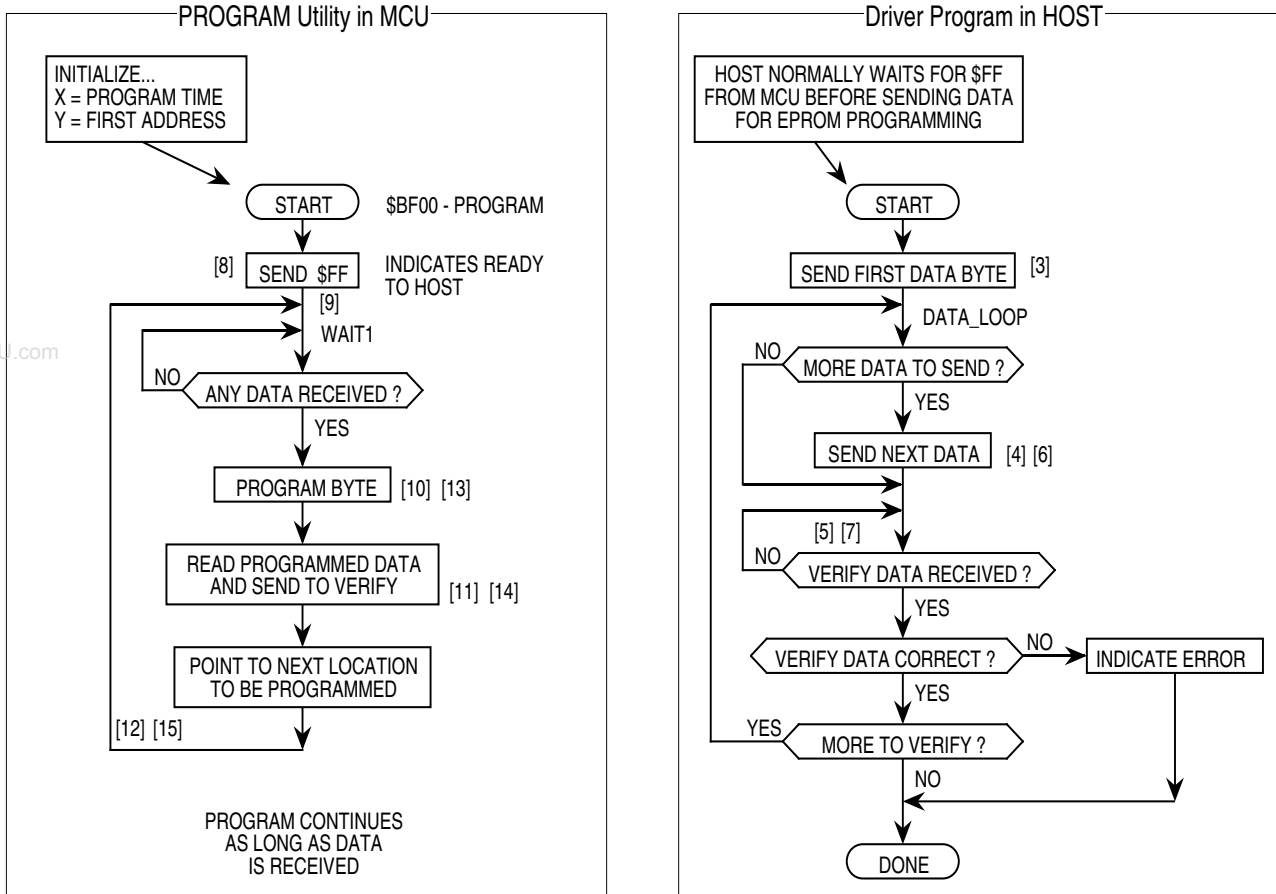 PROGRAM Utility in MCU
INITIALIZE...
X = PROGRAM TIME
Y = FIRST ADDRESS
START
$BF00 - PROGRAM
[8]
SEND $FF
INDICATES READY
TO HOST
[9]
WAIT1
NO
ANY DATA RECEIVED ?
YES
PROGRAM BYTE
[10] [13]
READ PROGRAMMED DATA
AND SEND TO VERIFY
[11] [14]
POINT TO NEXT LOCATION
TO BE PROGRAMMED
[12] [15]
PROGRAM CONTINUES
AS LONG AS DATA
IS RECEIVED
Driver Program in HOST
HOST NORMALLY WAITS FOR $FF
FROM MCU BEFORE SENDING DATA
FOR EPROM PROGRAMMING
START
SEND FIRST DATA BYTE
[3]
DATA_LOOP
NO
MORE DATA TO SEND ?
YES
SEND NEXT DATA
[4] [6]
[5] [7]
NO
VERIFY DATA RECEIVED ?
YES
VERIFY DATA CORRECT ?
NO
INDICATE ERROR
YES
YES
MORE TO VERIFY ?
NO
DONE
U.com